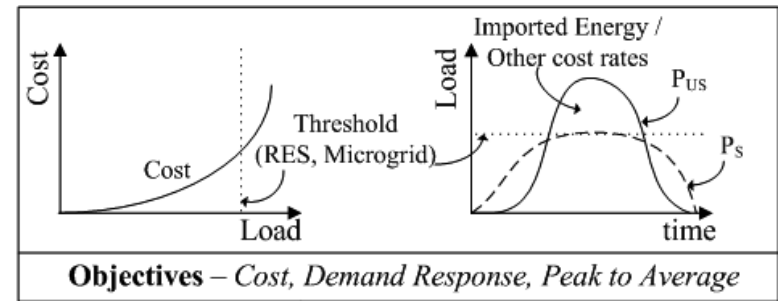 Cost
Cost
Load
Threshold
(RES, Microgrid)
Imported Energy /
Other cost rates
Load
P_US
P_S
time
Objectives – Cost, Demand Response, Peak to Average